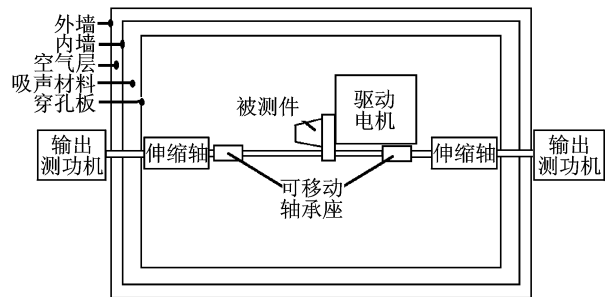 外墙
内墙
空气层
吸声材料
穿孔板
被测件
驱动
电机
输出
测功机
伸缩轴
伸缩轴
输出
测功机
可移动
轴承座